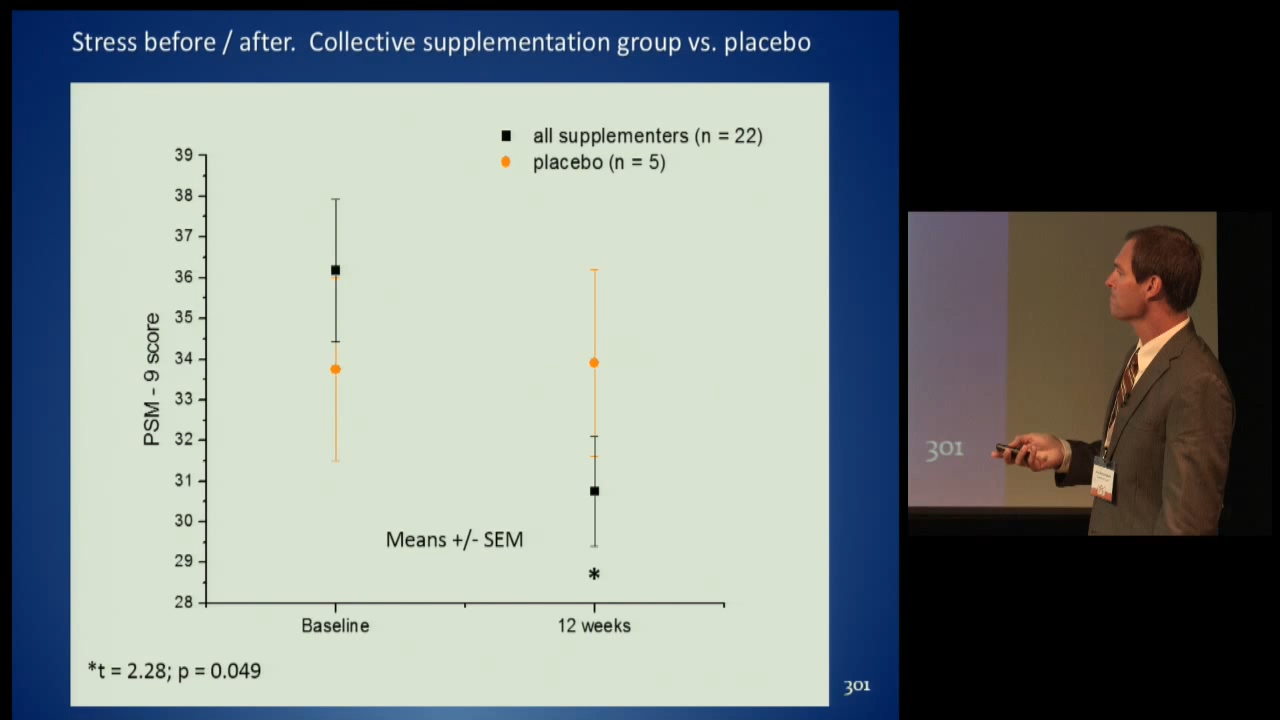 Stress before / after.  Collective supplementation group vs. placebo
all supplementers (n = 22)
placebo (n = 5)
39
38
37
36
35
34
33
32
31
30
29
28
PSM - 9 score
Means +/- SEM
*
Baseline
12 weeks
*t = 2.28; p = 0.049
301
301